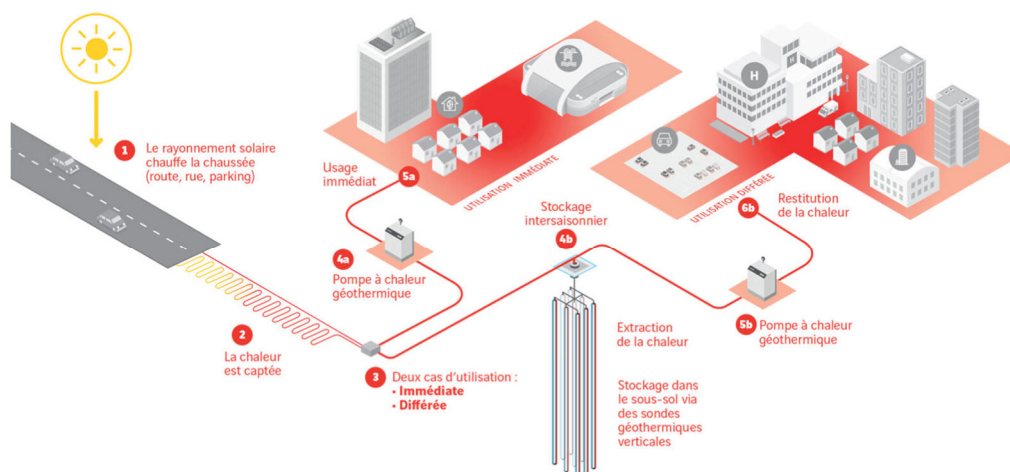 1
Le rayonnement solaire
chauffe la chaussée
(route, rue, parking)
2
La chaleur
est captée
3
Deux cas d'utilisation :
• Immédiate
• Différée
4a
Pompe à chaleur
géothermique
Usage
immédiat
5a
UTILISATION IMMÉDIATE
Stockage
intersaisonnier
4b
Extraction
de la chaleur
Stockage dans
le sous-sol via
des sondes
géothermiques
verticales
5b
Pompe à chaleur
géothermique
6b
Restitution
de la chaleur
UTILISATION DIFFÉRÉE
H
H